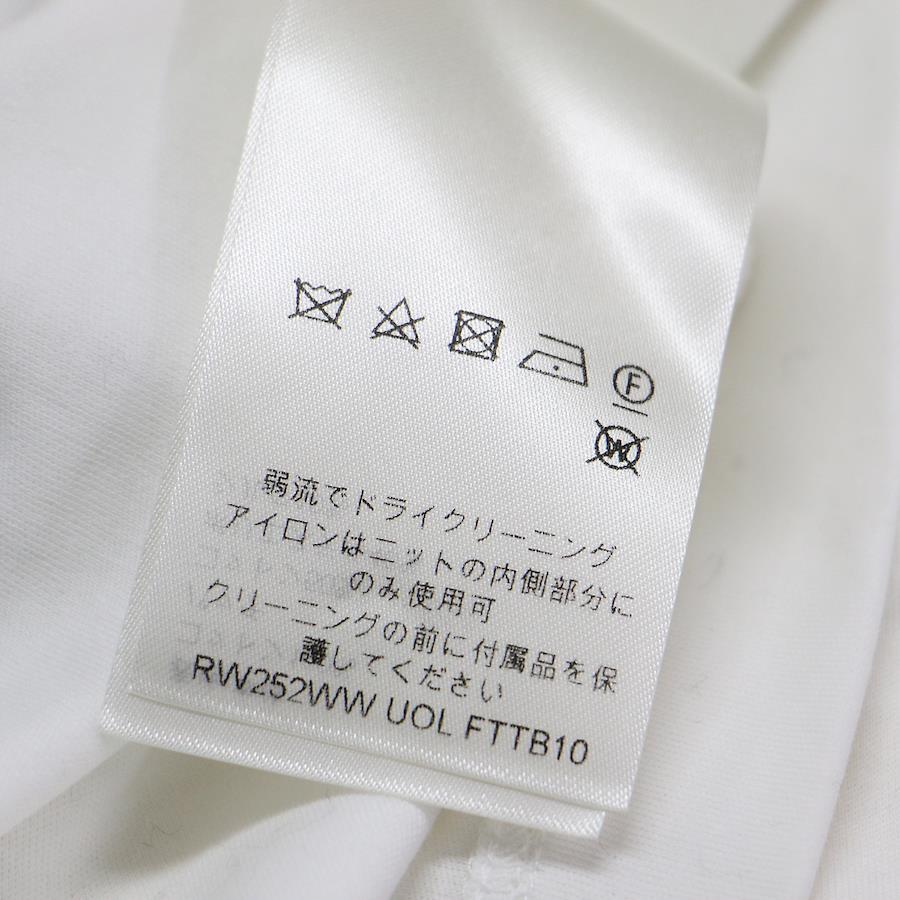 F
W
弱流でドライクリーニング
アイロンはニットの内側部分に
のみ使用可
クリーニングの前に付属品を保
護してください
RW252WW UOL FTTB10